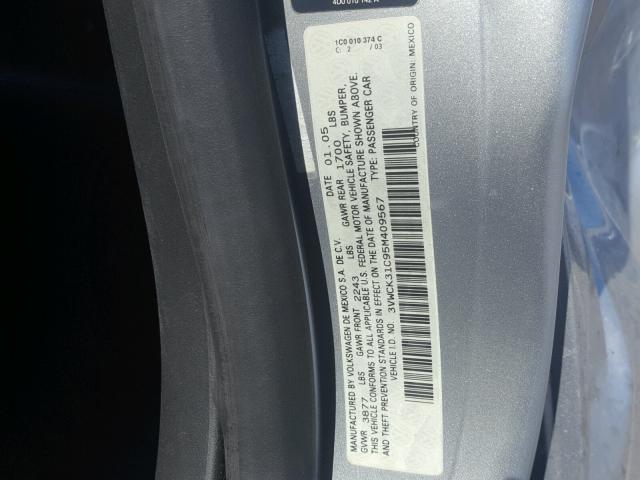 4D0 010 142 A
1C0 010 374 C
C 2 /03
MANUFACTURED BY VOLKSWAGEN DE MEXICO S.A. DE C.V. DATE 01.05
GVWR 3877 LBS GAWR FRONT 2243 LBS GAWR REAR 1700 LBS
THIS VEHICLE CONFORMS TO ALL APPLICABLE U.S. FEDERAL MOTOR VEHICLE SAFETY, BUMPER,
AND THEFT PREVENTION STANDARDS IN EFFECT ON THE DATE OF MANUFACTURE SHOWN ABOVE.
VEHICLE I.D. NO. 3VWCK31C95M409567 TYPE: PASSENGER CAR
COUNTRY OF ORIGIN: MEXICO